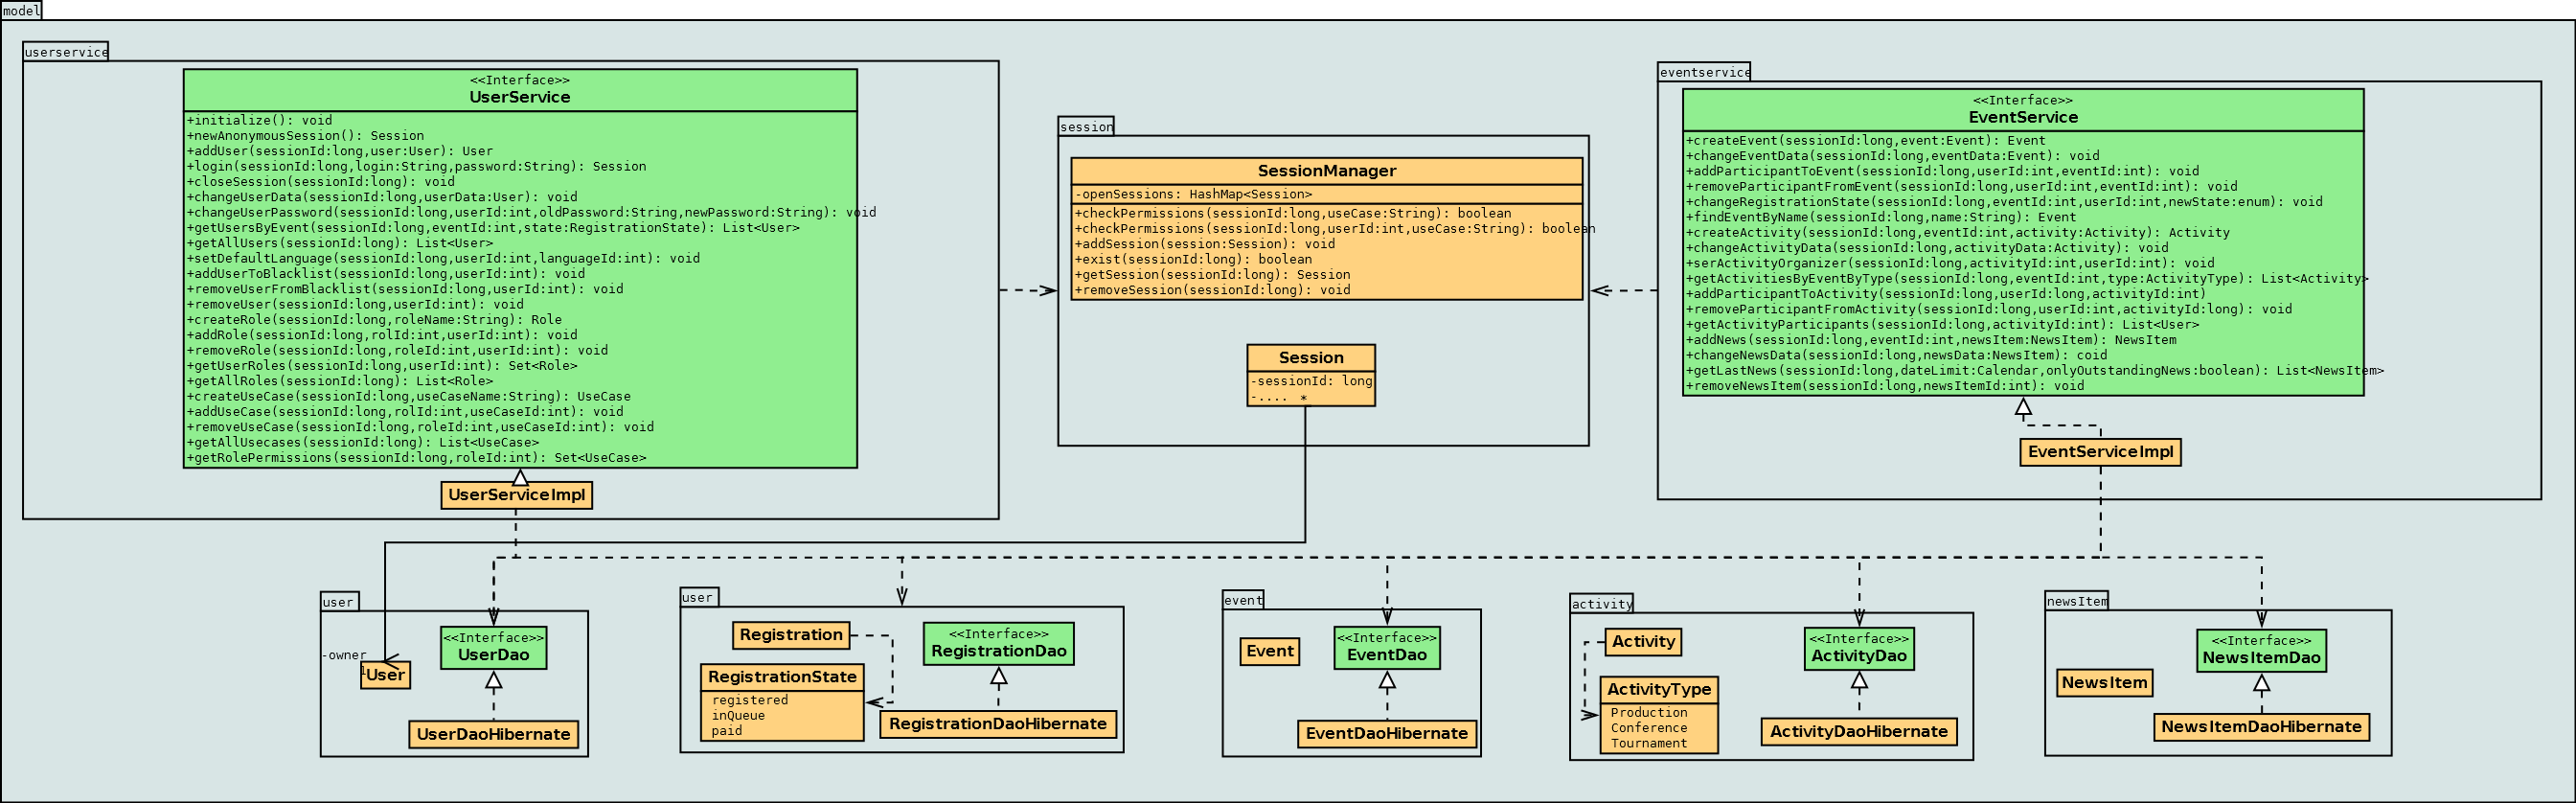 model
userservice
<<Interface>>
UserService
+initialize(): void
+newAnonymousSession(): Session
+addUser(sessionId:long,user:User): User
+login(sessionId:long,login:String,password:String): Session
+closeSession(sessionId:long): void
+changeUserData(sessionId:long,userData:User): void
+changeUserPassword(sessionId:long,userId:int,oldPassword:String,newPassword:String): void
+getUsersByEvent(sessionId:long,eventId:int,state:RegistrationState): List<User>
+getAllUsers(sessionId:long): List<User>
+setDefaultLanguage(sessionId:long,userId:int,languageId:int): void
+addUserToBlacklist(sessionId:long,userId:int): void
+removeUserFromBlacklist(sessionId:long,userId:int): void
+removeUser(sessionId:long,userId:int): void
+createRole(sessionId:long,roleName:String): Role
+addRole(sessionId:long,rolId:int,userId:int): void
+removeRole(sessionId:long,roleId:int,userId:int): void
+getUserRoles(sessionId:long,userId:int): Set<Role>
+getAllRoles(sessionId:long): List<Role>
+createUseCase(sessionId:long,useCaseName:String): UseCase
+addUseCase(sessionId:long,rolId:int,useCaseId:int): void
+removeUseCase(sessionId:long,roleId:int,useCaseId:int): void
+getAllUsecases(sessionId:long): List<UseCase>
+getRolePermissions(sessionId:long,roleId:int): Set<UseCase>
UserServiceImpl
session
SessionManager
-openSessions: HashMap<Session>
+checkPermissions(sessionId:long,useCase:String): boolean
+checkPermissions(sessionId:long,userId:int,useCase:String): boolean
+addSession(session:Session): void
+exist(sessionId:long): boolean
+getSession(sessionId:long): Session
+removeSession(sessionId:long): void
Session
-sessionId: long
-.... *
eventservice
<<Interface>>
EventService
+createEvent(sessionId:long,event:Event): Event
+changeEventData(sessionId:long,eventData:Event): void
+addParticipantToEvent(sessionId:long,userId:int,eventId:int): void
+removeParticipantFromEvent(sessionId:long,userId:int,eventId:int): void
+changeRegistrationState(sessionId:long,eventId:int,userId:int,newState:enum): void
+findEventByName(sessionId:long,name:String): Event
+createActivity(sessionId:long,eventId:int,activity:Activity): Activity
+changeActivityData(sessionId:long,activityData:Activity): void
+serActivityOrganizer(sessionId:long,activityId:int,userId:int): void
+getActivitiesByEventByType(sessionId:long,eventId:int,type:ActivityType): List<Activity>
+addParticipantToActivity(sessionId:long,userId:long,activityId:int)
+removeParticipantFromActivity(sessionId:long,userId:int,activityId:long): void
+getActivityParticipants(sessionId:long,activityId:int): List<User>
+addNews(sessionId:long,eventId:int,newsItem:NewsItem): NewsItem
+changeNewsData(sessionId:long,newsData:NewsItem): coid
+getLastNews(sessionId:long,dateLimit:Calendar,onlyOutstandingNews:boolean): List<NewsItem>
+removeNewsItem(sessionId:long,newsItemId:int): void
EventServiceImpl
user
-owner
1
User
<<Interface>>
UserDao
UserDaoHibernate
user
Registration
RegistrationState
registered
inQueue
paid
<<Interface>>
RegistrationDao
RegistrationDaoHibernate
event
Event
<<Interface>>
EventDao
EventDaoHibernate
activity
Activity
ActivityType
Production
Conference
Tournament
<<Interface>>
ActivityDao
ActivityDaoHibernate
newsItem
NewsItem
<<Interface>>
NewsItemDao
NewsItemDaoHibernate